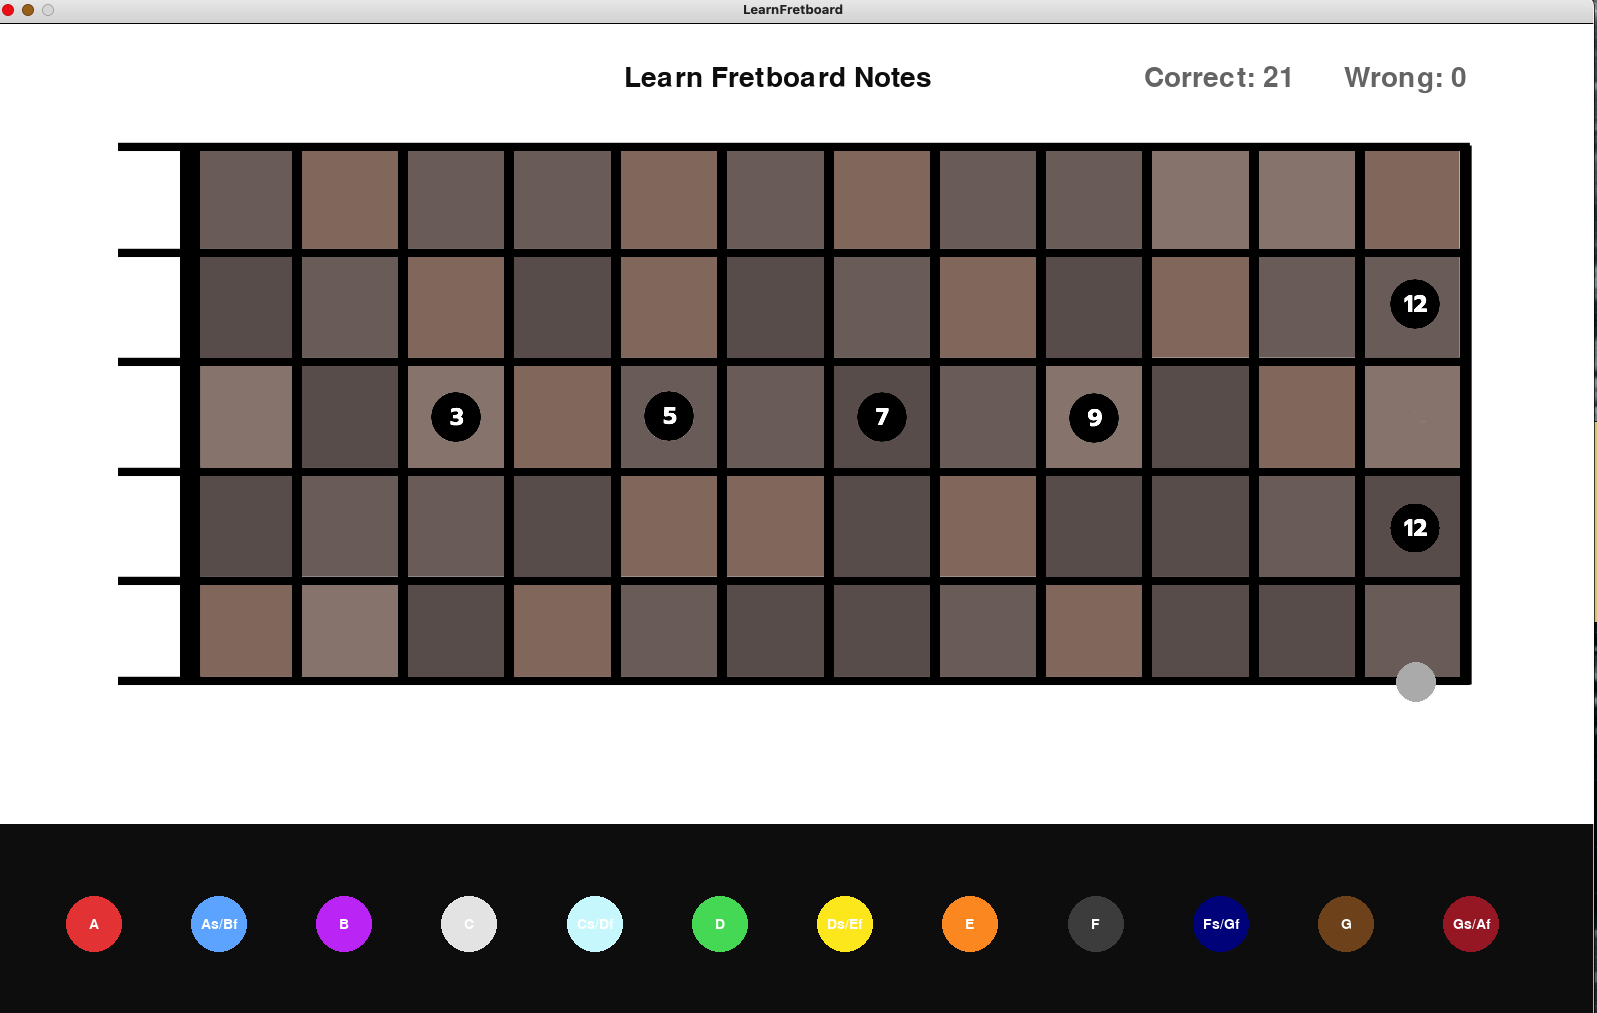 LearnFretboard
Learn Fretboard Notes
Correct: 21
Wrong: 0
12
3
5
7
9
12
A
As/Bf
B
C
Cs/Df
D
Ds/Ef
E
F
Fs/Gf
G
Gs/Af